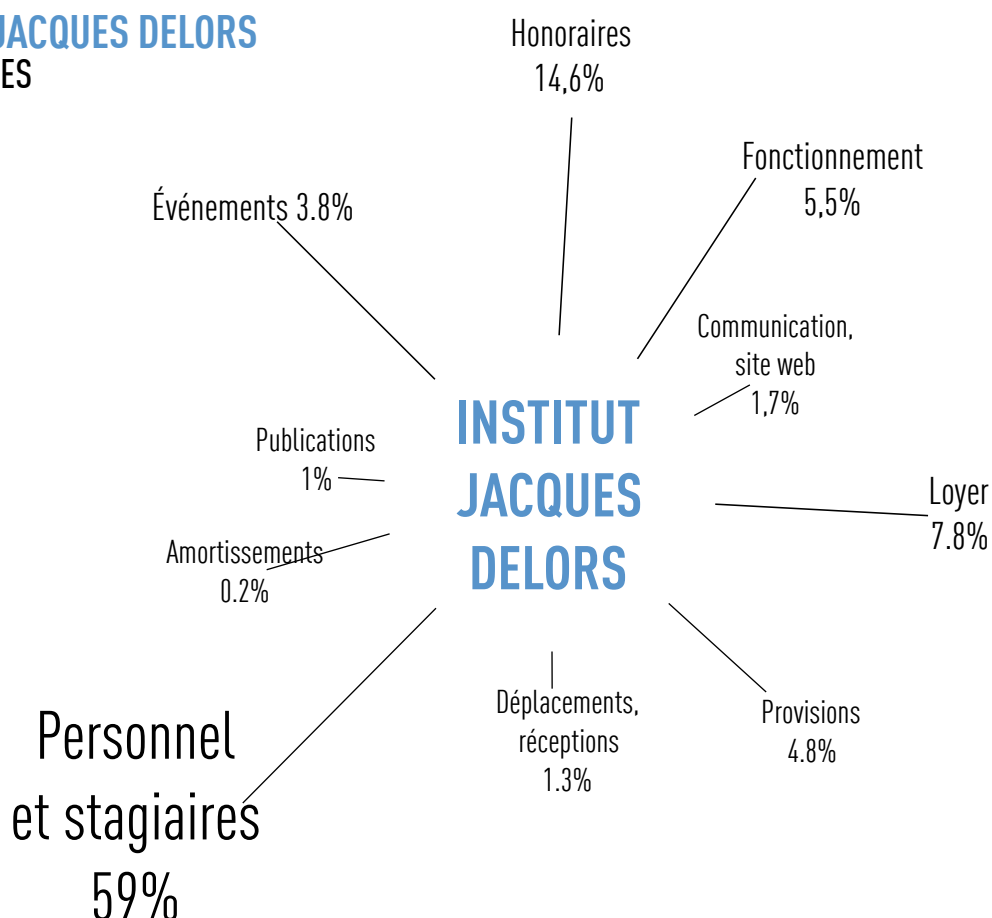 JACQUES DELORS
ES
Honoraires
14,6%
Fonctionnement
5,5%
Événements 3.8%
Communication,
site web
1,7%
Publications
1%
INSTITUT
JACQUES
DELORS
Loyer
7.8%
Amortissements
0.2%
Déplacements,
réceptions
1.3%
Provisions
4.8%
Personnel
et stagiaires
59%